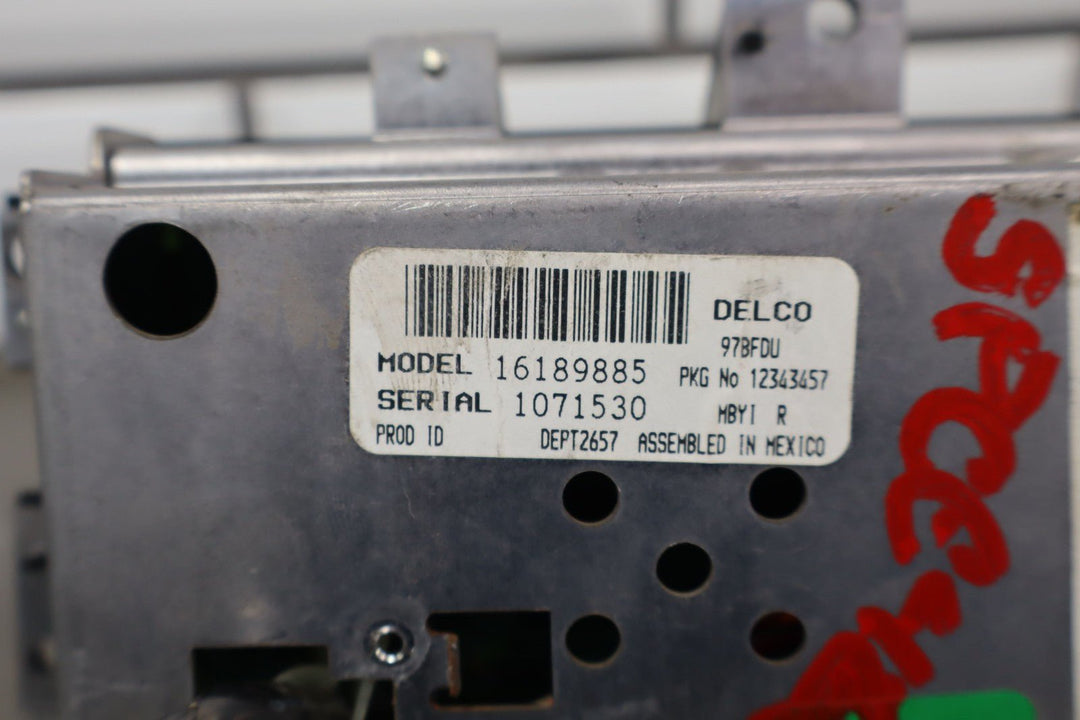 DELCO
97BFDU
MODEL 16189885 PKG No 12343457
SERIAL 1071530 MBYI R
PROD ID DEPT2657 ASSEMBLED IN MEXICO